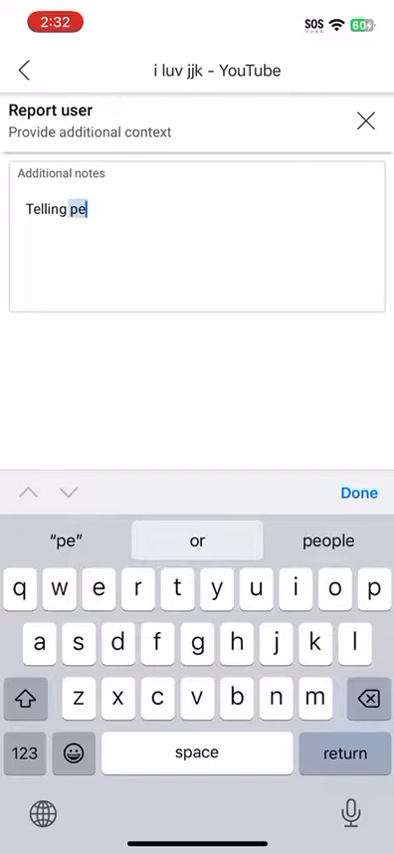 2:32
SOS
60
i luv jjk - YouTube
Report user
Provide additional context
Additional notes
Telling pe
Done
“pe”
or
people
q w e r t y u i o p
a s d f g h j k l
z x c v b n m
123
space
return